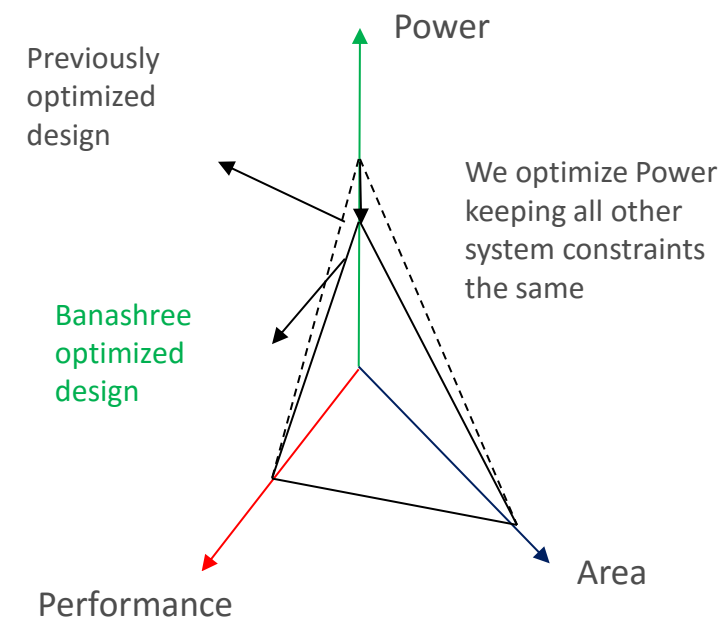 Power
Previously
optimized
design
We optimize Power
keeping all other
system constraints
the same
Banashree
optimized
design
Area
Performance